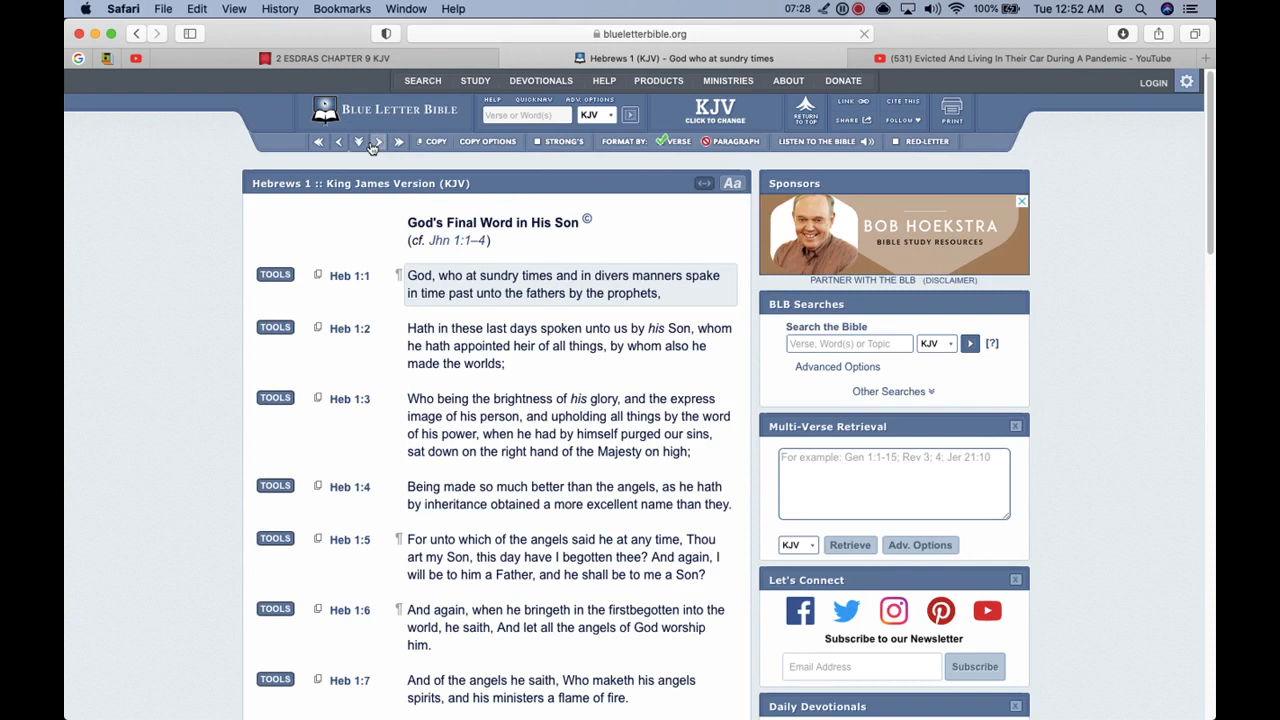 Safari File Edit View History Bookmarks Window Help 07:28 100% Tue 12:52 AM G
blueletterbible.org
2 ESDRAS CHAPTER 9 KJV
Hebrews 1 (KJV) - God who at sundry times
(531) Evicted And Living In Their Car During A Pandemic - YouTube
SEARCH STUDY DEVOTIONALS HELP PRODUCTS MINISTRIES ABOUT DONATE LOGIN
BLUE LETTER BIBLE
HELP QUICKNAV ADV. OPTIONS
Verse or Word(s) KJV
KJV
CLICK TO CHANGE
RETURN
TO TOP
LINK CITE THIS
SHARE FOLLOW
PRINT
COPY COPY OPTIONS STRONG'S FORMAT BY: VERSE PARAGRAPH LISTEN TO THE BIBLE RED-LETTER
Hebrews 1 :: King James Version (KJV) Aa
God's Final Word in His Son ©
(cf. Jhn 1:1–4)
TOOLS Heb 1:1 ¶ God, who at sundry times and in divers manners spake
in time past unto the fathers by the prophets,
TOOLS Heb 1:2 Hath in these last days spoken unto us by his Son, whom
he hath appointed heir of all things, by whom also he
made the worlds;
TOOLS Heb 1:3 Who being the brightness of his glory, and the express
image of his person, and upholding all things by the word
of his power, when he had by himself purged our sins,
sat down on the right hand of the Majesty on high;
TOOLS Heb 1:4 Being made so much better than the angels, as he hath
by inheritance obtained a more excellent name than they.
TOOLS Heb 1:5 ¶ For unto which of the angels said he at any time, Thou
art my Son, this day have I begotten thee? And again, I
will be to him a Father, and he shall be to me a Son?
TOOLS Heb 1:6 ¶ And again, when he bringeth in the firstbegotten into the
world, he saith, And let all the angels of God worship
him.
TOOLS Heb 1:7 And of the angels he saith, Who maketh his angels
spirits, and his ministers a flame of fire.
Sponsors
BOB HOEKSTRA
BIBLE STUDY RESOURCES
PARTNER WITH THE BLB (DISCLAIMER)
BLB Searches
Search the Bible
Verse, Word(s) or Topic KJV [?]
Advanced Options
Other Searches
Multi-Verse Retrieval X
For example: Gen 1:1-15; Rev 3; 4; Jer 21:10
KJV Retrieve Adv. Options
Let's Connect X
Subscribe to our Newsletter
Email Address Subscribe
Daily Devotionals X